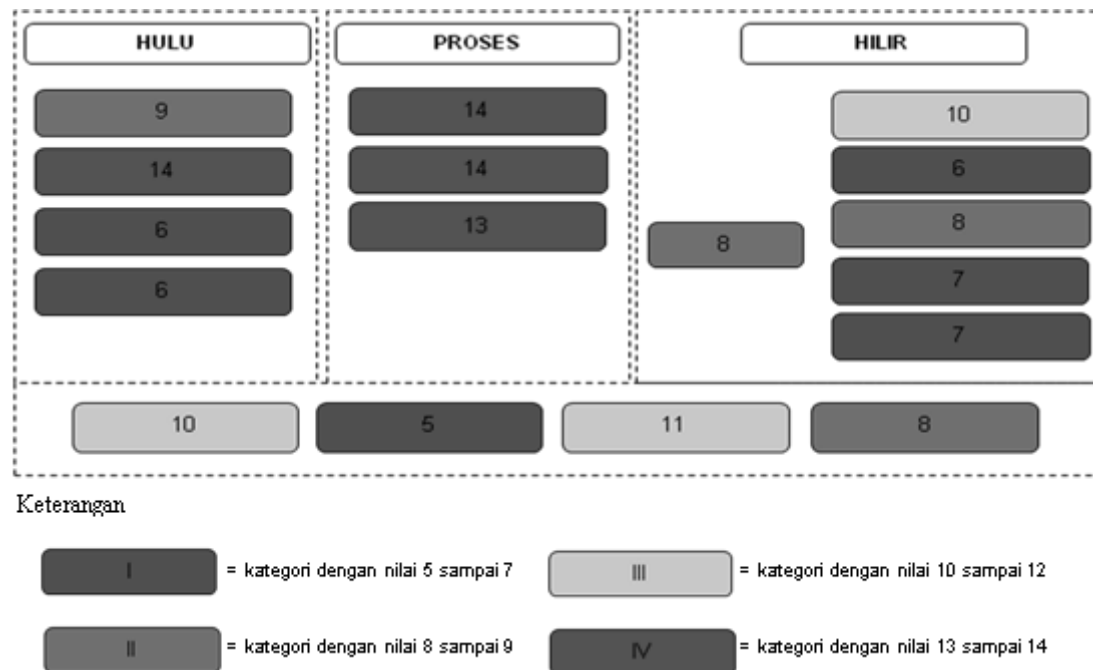 HULU
PROSES
HILIR
9
14
6
6
14
14
13
8
10
6
8
7
7
10 5 11 8
Keterangan
I = kategori dengan nilai 5 sampai 7
III = kategori dengan nilai 10 sampai 12
II = kategori dengan nilai 8 sampai 9
IV = kategori dengan nilai 13 sampai 14